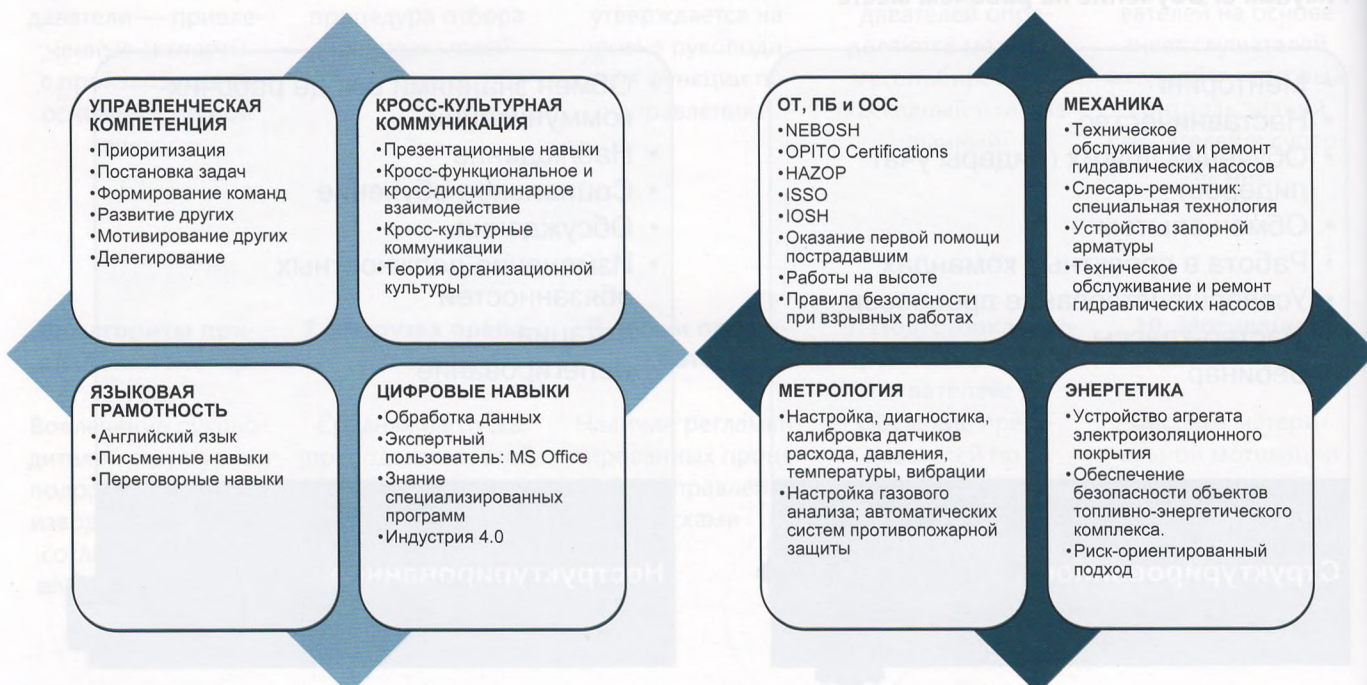 УПРАВЛЕНЧЕСКАЯ
КОМПЕТЕНЦИЯ
•Приоритизация
•Постановка задач
•Формирование команд
•Развитие других
•Мотивирование других
•Делегирование
КРОСС-КУЛЬТУРНАЯ
КОММУНИКАЦИЯ
•Презентационные навыки
•Кросс-функциональное и
кросс-дисциплинарное
взаимодействие
•Кросс-культурные
коммуникации
•Теория организационной
культуры
ЯЗЫКОВАЯ
ГРАМОТНОСТЬ
•Английский язык
•Письменные навыки
•Переговорные навыки
ЦИФРОВЫЕ НАВЫКИ
•Обработка данных
•Экспертный
пользователь: MS Office
•Знание
специализированных
программ
•Индустрия 4.0
ОТ, ПБ и ООС
•NEBOSH
•OPITO Certification
•HAZOP
•ISSO
•IOSH
•Оказание первой помощи
пострадавшим
•Работы на высоте
•Правила безопасности
при взрывных работах
МЕХАНИКА
•Техническое
обслуживание и ремонт
гидравлических насосов
•Слесарь-ремонтник:
специальная технология
•Устройство запорной
арматуры
•Техническое
обслуживание и ремонт
гидравлических насосов
МЕТРОЛОГИЯ
•Настройка, диагностика,
калибровка датчиков
расхода, давления,
температуры, вибрации
•Настройка газового
анализа; автоматических
систем противопожарной
защиты
ЭНЕРГЕТИКА
•Устройство агрегата
электроизоляционного
покрытия
•Обеспечение
безопасности объектов
топливно-энергетического
комплекса.
•Риск-ориентированный
подход